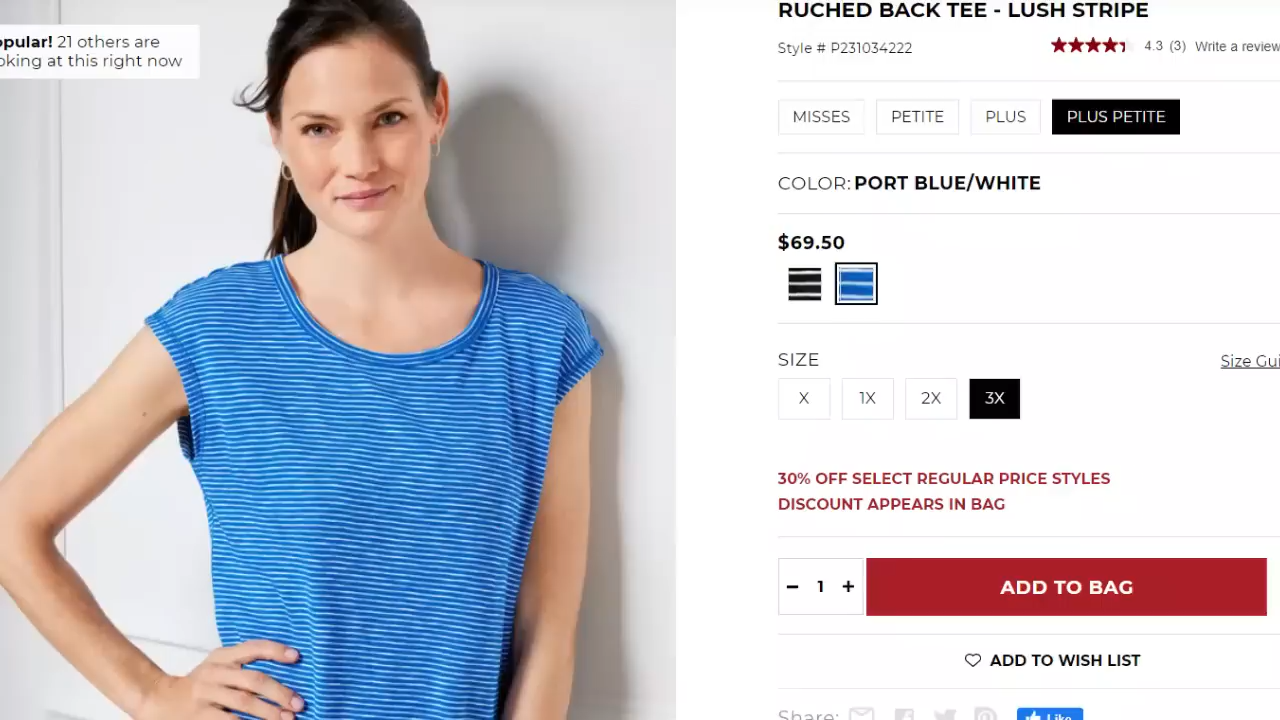 RUCHED BACK TEE - LUSH STRIPE
opular! 21 others are
oking at this right now
Style # P231034222
4.3 (3) Write a review
MISSES PETITE PLUS PLUS PETITE
COLOR: PORT BLUE/WHITE
$69.50
SIZE
Size Gui
X 1X 2X 3X
30% OFF SELECT REGULAR PRICE STYLES
DISCOUNT APPEARS IN BAG
− 1 +
ADD TO BAG
ADD TO WISH LIST
Share:
Like